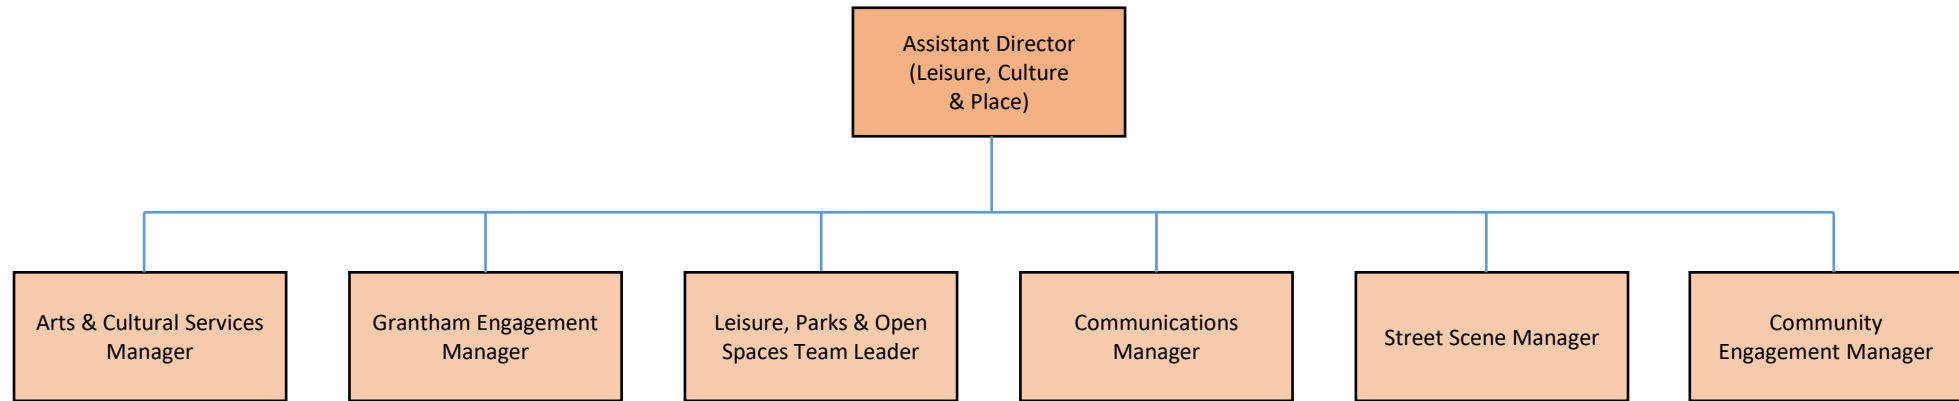 Assistant Director
(Leisure, Culture
& Place)
Arts & Cultural Services
Manager
Grantham Engagement
Manager
Leisure, Parks & Open
Spaces Team Leader
Communications
Manager
Street Scene Manager
Community
Engagement Manager